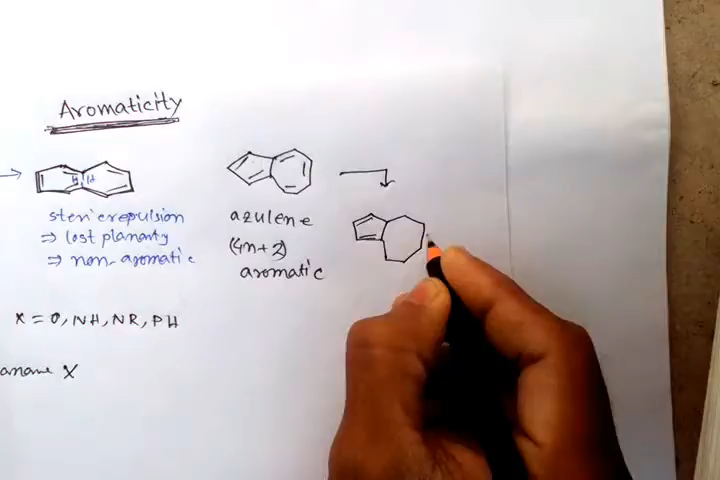 Aromaticity
H H
steric repulsion
⇒ lost planarity
⇒ non-aromatic
azulene
(4n+2)
aromatic
X = O, NH, NR, PH
X